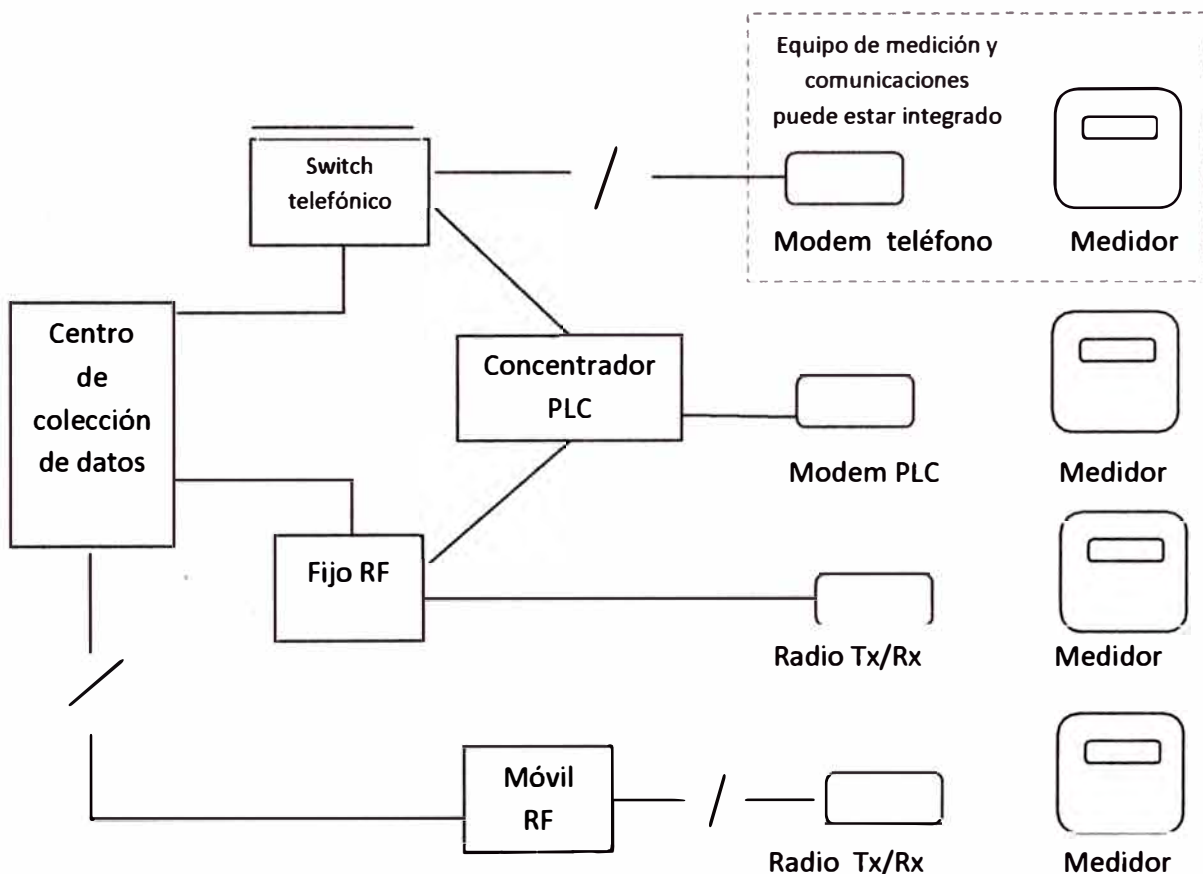 Equipo de medición y
comunicaciones
puede estar integrado
Switch
telefónico
Modem teléfono
Medidor
Centro
de
colección
de datos
Concentrador
PLC
Modem PLC
Medidor
Fijo RF
Radio Tx/Rx
Medidor
Móvil
RF
Radio Tx/Rx
Medidor